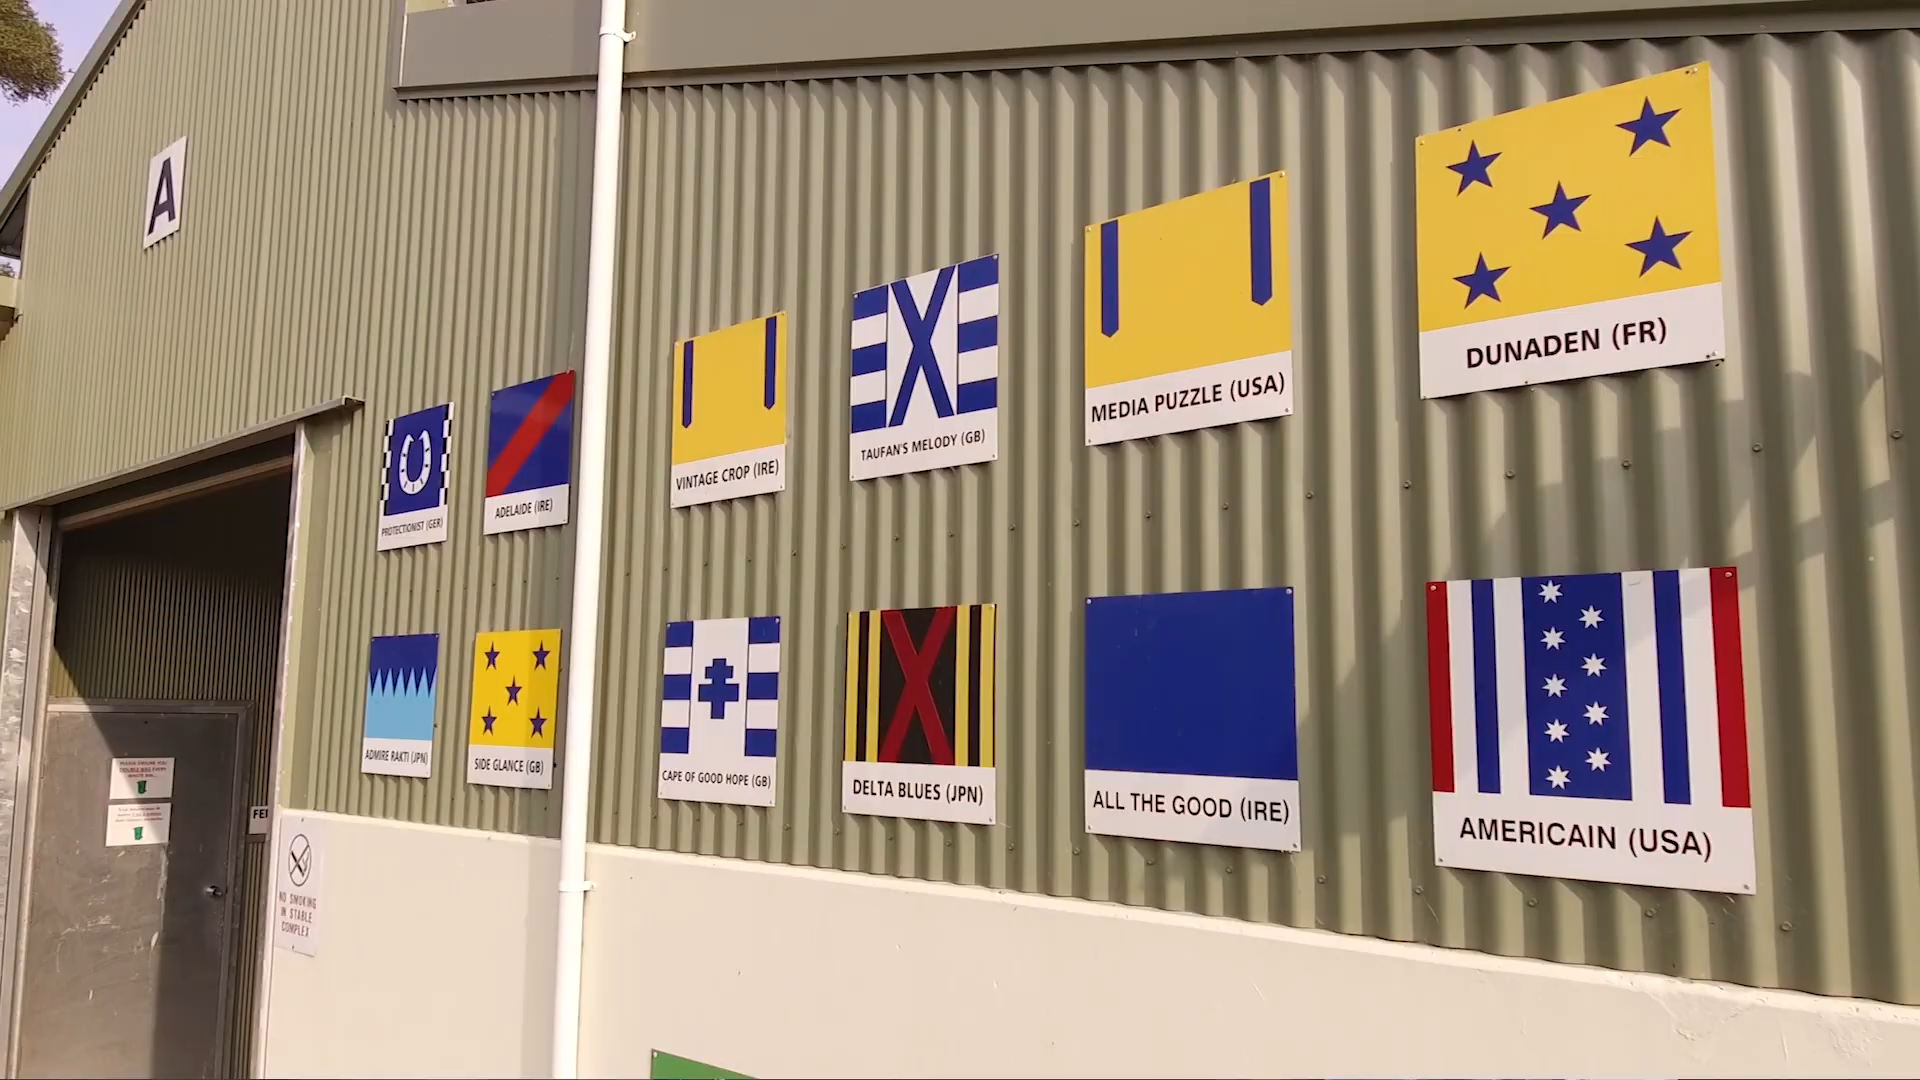 A
PROTECTIONIST (GER)
ADELAIDE (IRE)
VINTAGE CROP (IRE)
TAUFAN'S MELODY (GB)
MEDIA PUZZLE (USA)
DUNADEN (FR)
ADMIRE RAKTI (JPN)
SIDE GLANCE (GB)
CAPE OF GOOD HOPE (GB)
DELTA BLUES (JPN)
ALL THE GOOD (IRE)
AMERICAIN (USA)
NO SMOKING
IN STABLE
COMPLEX